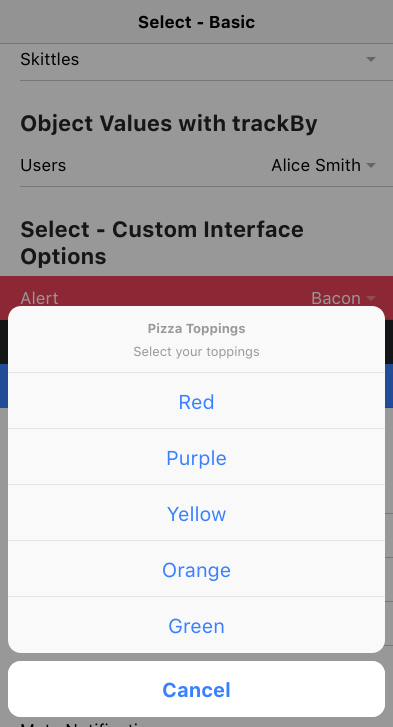 Select - Basic
Skittles
Object Values with trackBy
Users Alice Smith
Select - Custom Interface
Options
Alert Bacon
Pizza Toppings
Select your toppings
Red
Purple
Yellow
Orange
Green
Cancel